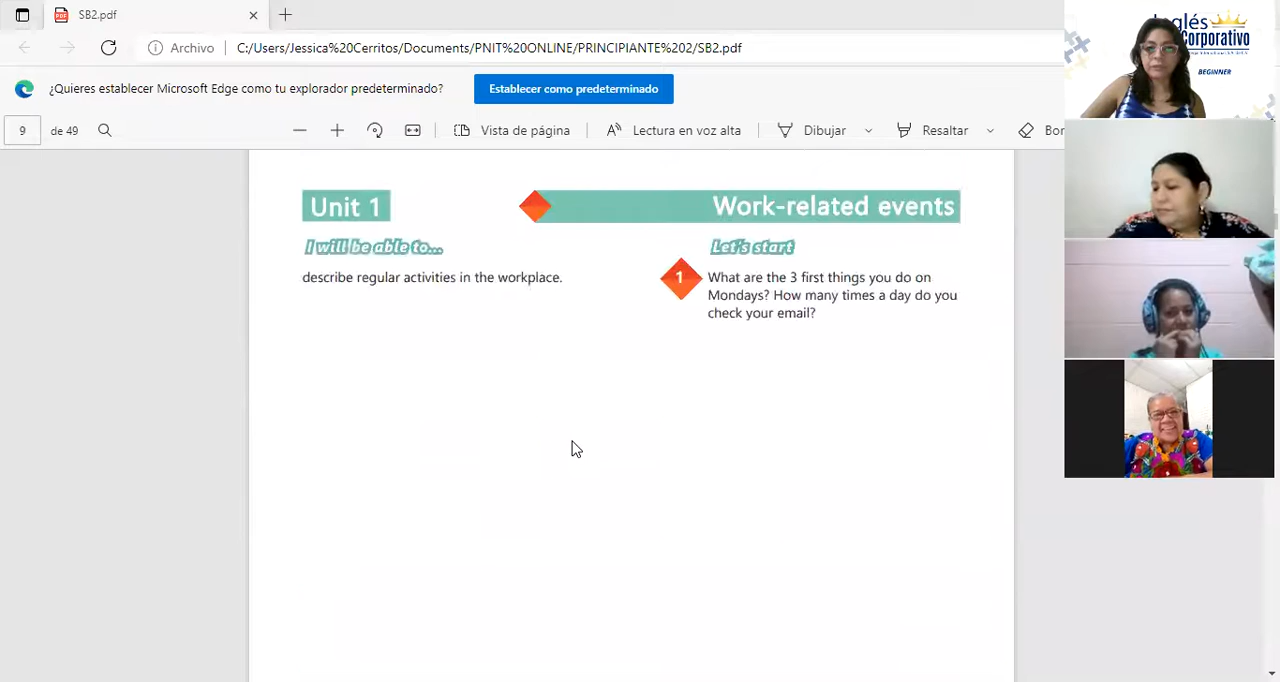 SB2.pdf
Archivo C:/Users/Jessica%20Cerritos/Documents/PNIT%20ONLINE/PRINCIPIANTE%202/SB2.pdf
¿Quieres establecer Microsoft Edge como tu explorador predeterminado? Establecer como predeterminado
9 de 49 Vista de página Lectura en voz alta Dibujar Resaltar Bor
Unit 1 Work-related events
I will be able to...
describe regular activities in the workplace.
Let's start
1 What are the 3 first things you do on
Mondays? How many times a day do you
check your email?
Inglés
Corporativo
BEGINNER